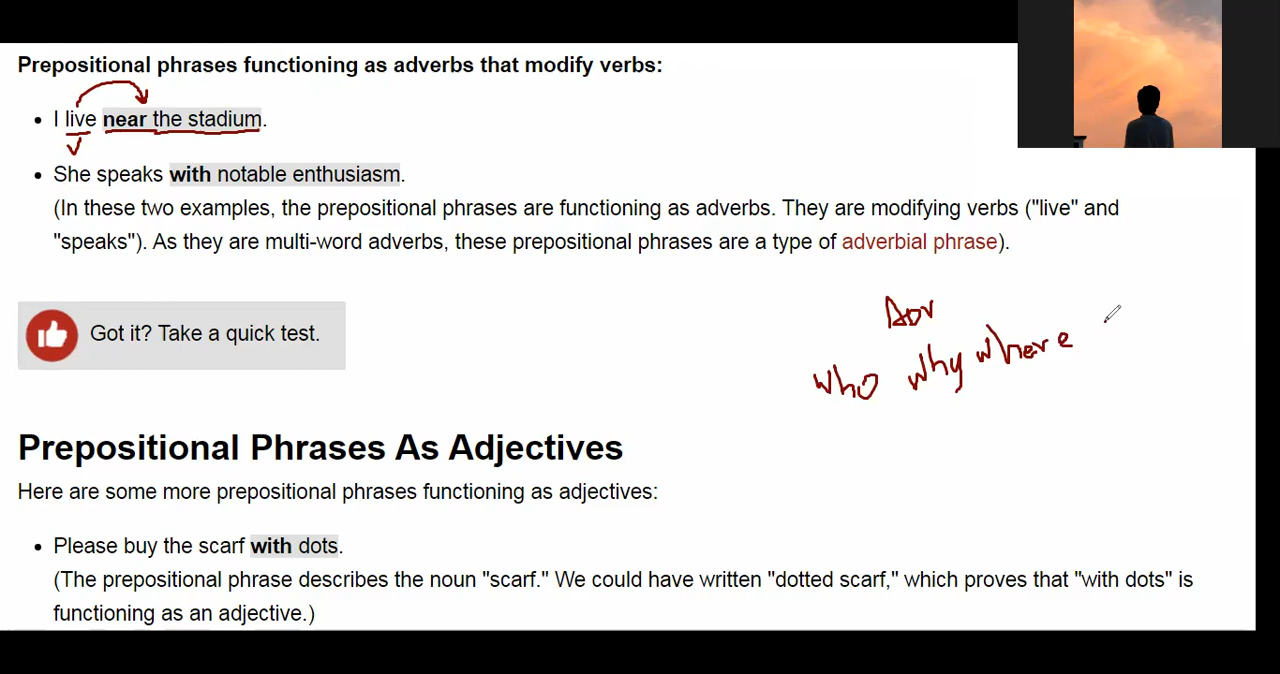 Prepositional phrases functioning as adverbs that modify verbs:
I live near the stadium.
V
She speaks with notable enthusiasm.
(In these two examples, the prepositional phrases are functioning as adverbs. They are modifying verbs ("live" and
"speaks"). As they are multi-word adverbs, these prepositional phrases are a type of adverbial phrase).
Adv
Got it? Take a quick test.
who why where
Prepositional Phrases As Adjectives
Here are some more prepositional phrases functioning as adjectives:
Please buy the scarf with dots.
(The prepositional phrase describes the noun "scarf." We could have written "dotted scarf," which proves that "with dots" is
functioning as an adjective.)